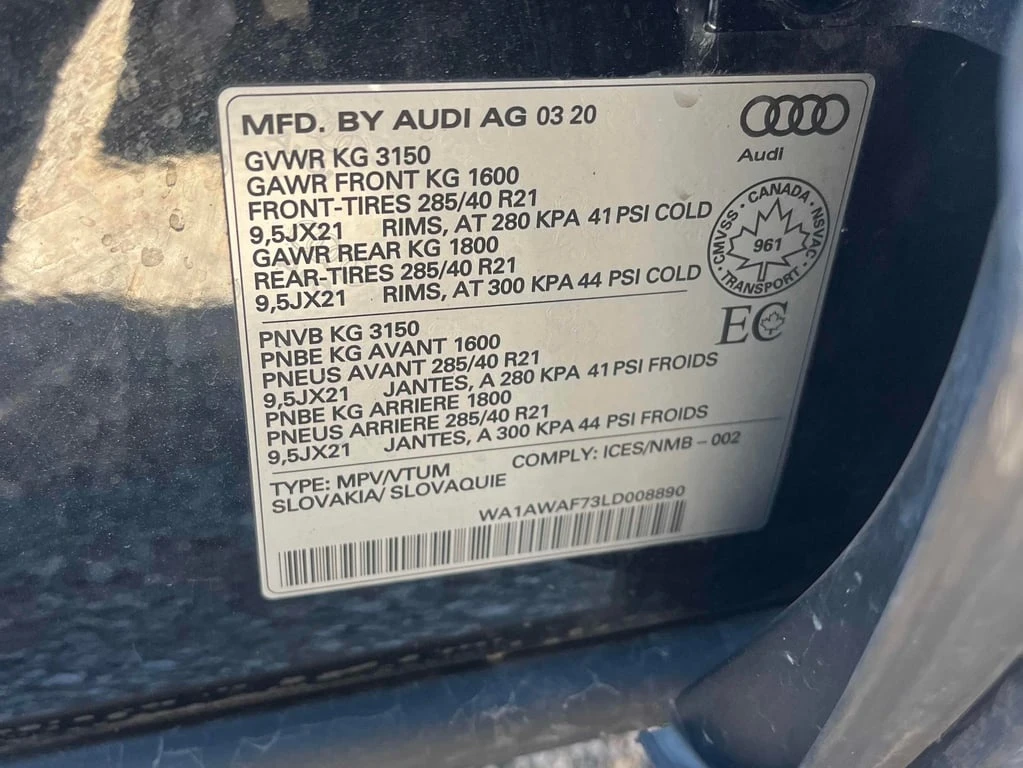 MFD. BY AUDI AG 03 20
Audi
GVWR KG 3150
GAWR FRONT KG 1600
FRONT-TIRES 285/40 R21
9,5JX21 RIMS, AT 280 KPA 41 PSI COLD
GAWR REAR KG 1800
REAR-TIRES 285/40 R21
9,5JX21 RIMS, AT 300 KPA 44 PSI COLD
CANADA
CMVSS · NSVAC
961
TRANSPORT
EC
PNVB KG 3150
PNBE KG AVANT 1600
PNEUS AVANT 285/40 R21
9,5JX21 JANTES, A 280 KPA 41 PSI FROIDS
PNBE KG ARRIERE 1800
PNEUS ARRIERE 285/40 R21
9,5JX21 JANTES, A 300 KPA 44 PSI FROIDS
TYPE: MPV/VTUM COMPLY: ICES/NMB – 002
SLOVAKIA/ SLOVAQUIE
WA1AWAF73LD008890